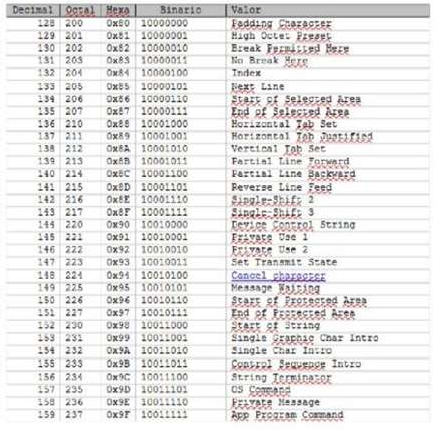 Decimal Octal Hexa Binario Valor
128 200 0x80 10000000 Padding Character
129 201 0x81 10000001 High Octet Preset
130 202 0x82 10000010 Break Permitted Here
131 203 0x83 10000011 No Break Here
132 204 0x84 10000100 Index
133 205 0x85 10000101 Next Line
134 206 0x86 10000110 Start of Selected Area
135 207 0x87 10000111 End of Selected Area
136 210 0x88 10001000 Horizontal Tab Set
137 211 0x89 10001001 Horizontal Tab Justified
138 212 0x8A 10001010 Vertical Tab Set
139 213 0x8B 10001011 Partial Line Forward
140 214 0x8C 10001100 Partial Line Backward
141 215 0x8D 10001101 Reverse Line Feed
142 216 0x8E 10001110 Single-Shift 2
143 217 0x8F 10001111 Single-Shift 3
144 220 0x90 10010000 Device Control String
145 221 0x91 10010001 Private Use 1
146 222 0x92 10010010 Private Use 2
147 223 0x93 10010011 Set Transmit State
148 224 0x94 10010100 Cancel character
149 225 0x95 10010101 Message Waiting
150 226 0x96 10010110 Start of Protected Area
151 227 0x97 10010111 End of Protected Area
152 230 0x98 10011000 Start of String
153 231 0x99 10011001 Single Graphic Char Intro
154 232 0x9A 10011010 Single Char Intro
155 233 0x9B 10011011 Control Sequence Intro
156 234 0x9C 10011100 String Terminator
157 235 0x9D 10011101 OS Command
158 236 0x9E 10011110 Private Message
159 237 0x9F 10011111 App Program Command